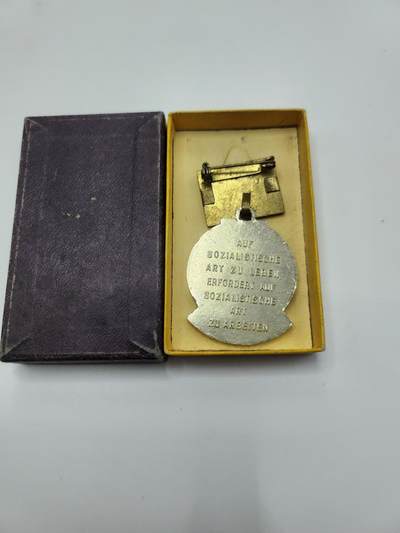 AUF
SOZIALISTISCHE
ART ZU LEBEN
ERFORDERT AUF
SOZIALISTISCHE
ART
ZU ARBEITEN